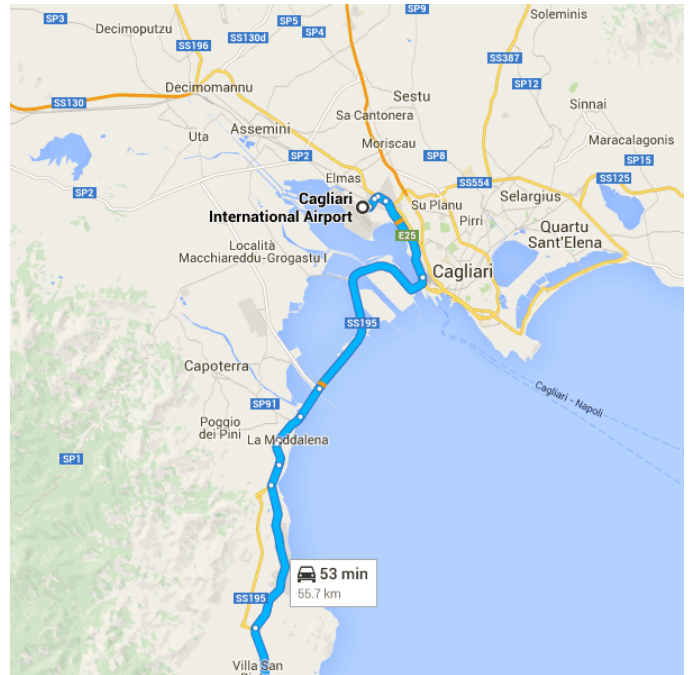 SP3
Decimoputzu
SS196
SS130d
SP5
SP4
SP9
Soleminis
SS387
Decimomannu
SS130
Sestu
SP12
Sa Cantonera
Sinnai
Uta
Assemini
Moriscau
Maracalagonis
SP2
SP8
SP15
Elmas
SS554
SS125
SP2
Cagliari
International Airport
Su Planu
Selargius
Pirri
Quartu
Sant'Elena
E25
Località
Macchiareddu-Grogastu I
Cagliari
SS195
Capoterra
Cagliari - Napoli
SP91
Poggio
dei Pini
La Maddalena
SP1
53 min
55.7 km
SS195
Villa San